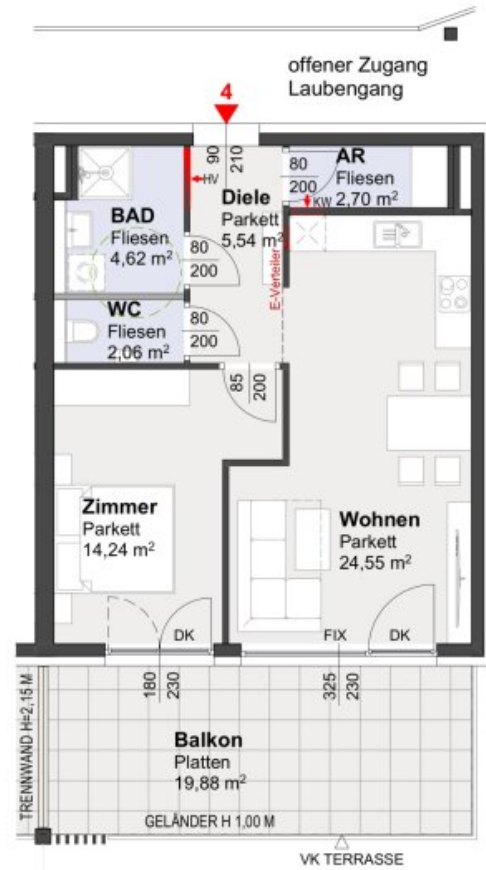 offener Zugang
Laubengang
4
90
210
HV
80
200
AR
Fliesen
2,70 m²
KW
Diele
Parkett
5,54 m²
BAD
Fliesen
4,62 m²
80
200
E-Verteiler
WC
Fliesen
2,06 m²
80
200
85
200
Zimmer
Parkett
14,24 m²
Wohnen
Parkett
24,55 m²
DK
FIX
DK
180
230
325
230
TRENNWAND H=2,15 M
Balkon
Platten
19,88 m²
GELÄNDER H 1,00 M
VK TERRASSE